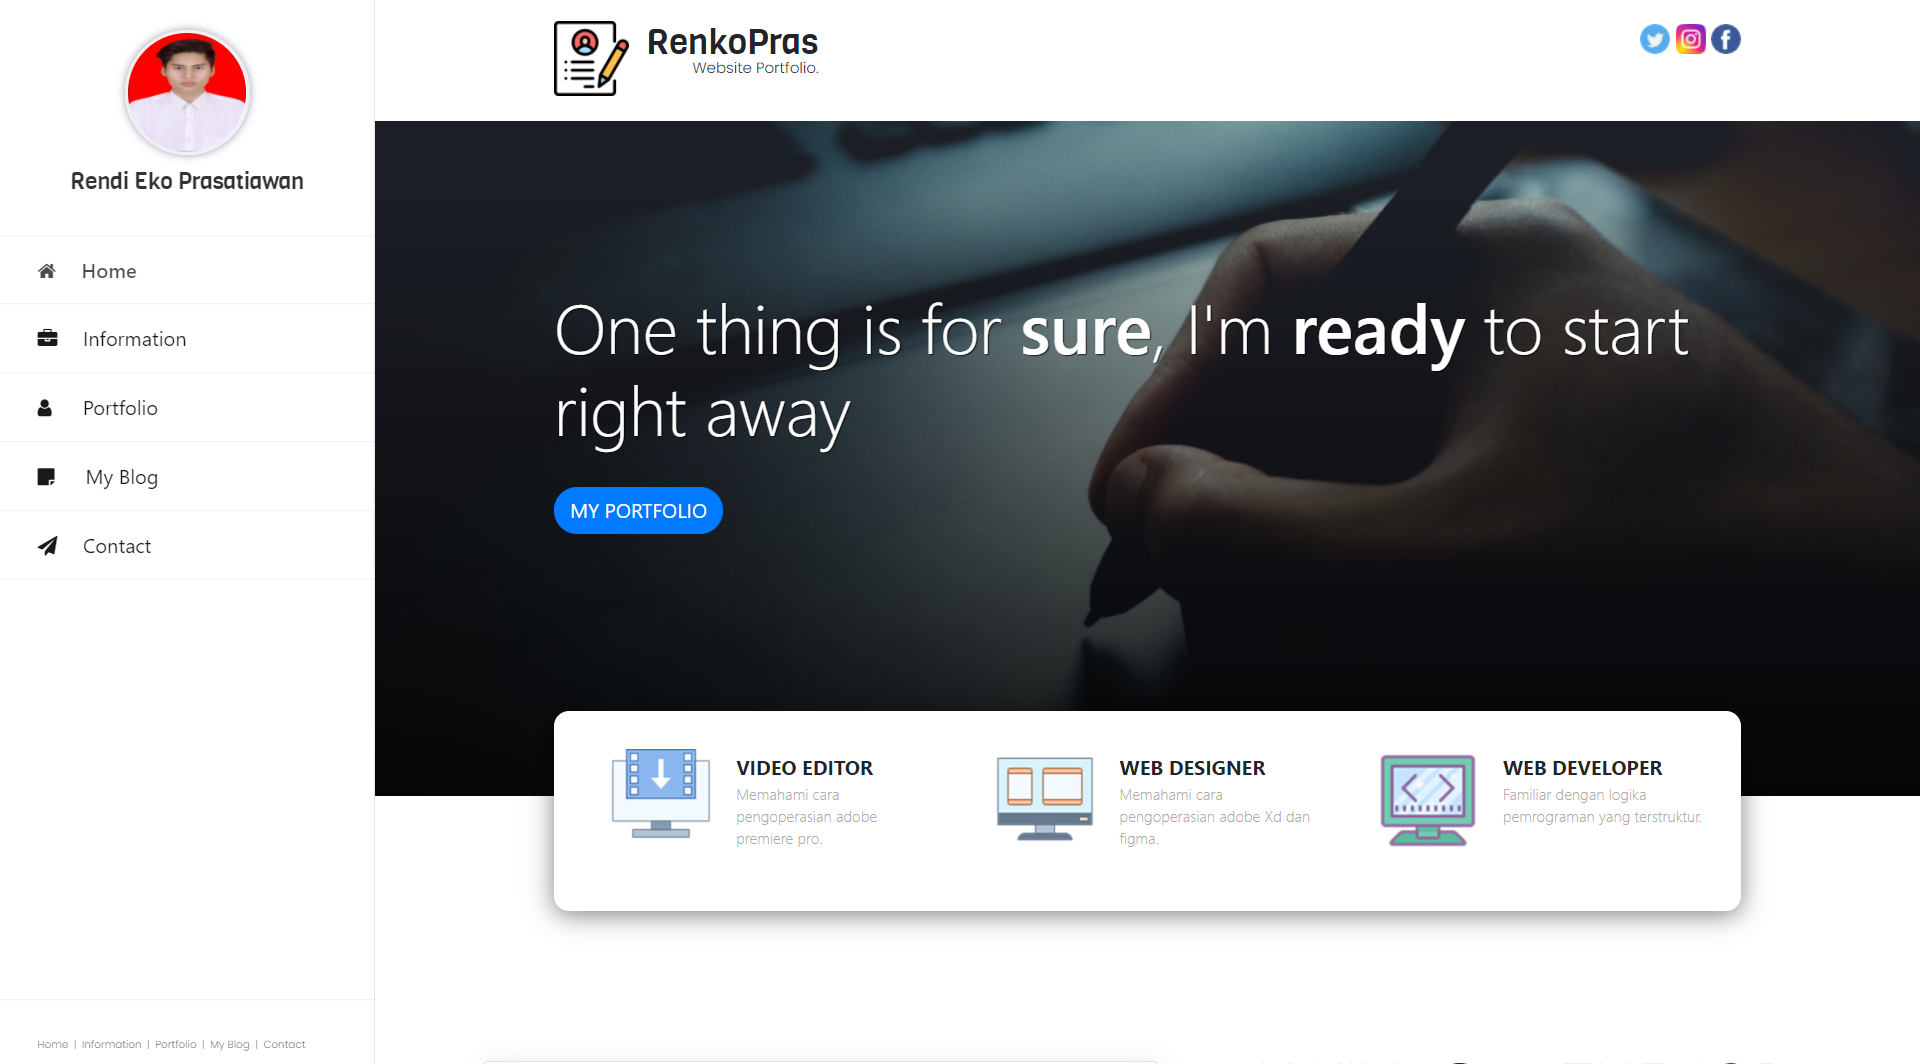 Rendi Eko Prasatiawan
Home
Information
Portfolio
My Blog
Contact
Home | Information | Portfolio | My Blog | Contact
RenkoPras
Website Portfolio.
One thing is for sure, I'm ready to start
right away
MY PORTFOLIO
VIDEO EDITOR
Memahami cara
pengoperasian adobe
premiere pro.
WEB DESIGNER
Memahami cara
pengoperasian adobe Xd dan
figma.
WEB DEVELOPER
Familiar dengan logika
pemrograman yang terstruktur.